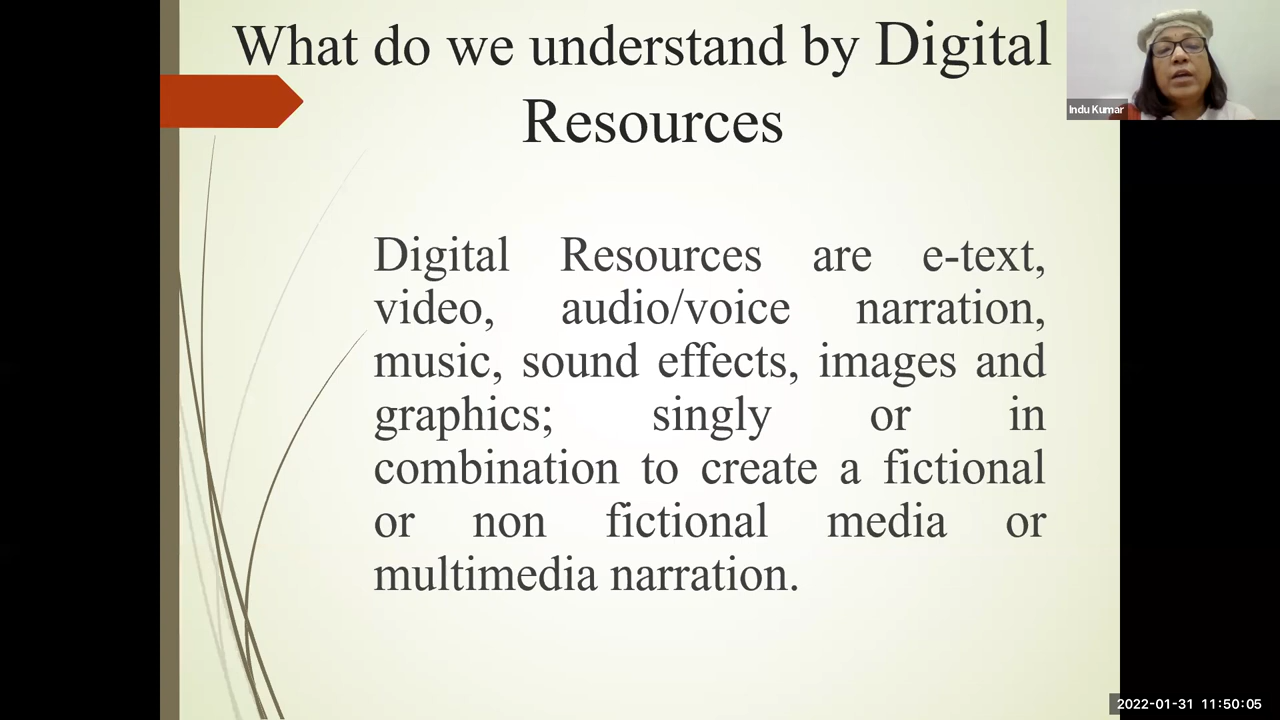 What do we understand by Digital
Resources
Indu Kumar
Digital Resources are e-text,
video, audio/voice narration,
music, sound effects, images and
graphics; singly or in
combination to create a fictional
or non fictional media or
multimedia narration.
2022-01-31 11:50:05